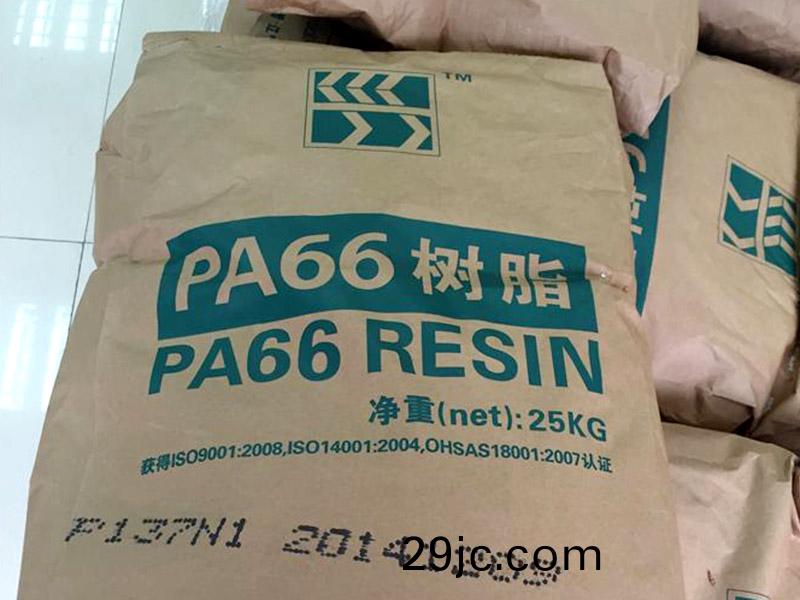 TM
PA66树脂
PA66 RESIN
净重(net):25KG
获得ISO9001:2008,ISO14001:2004,OHSAS18001:2007认证
P137N1
29jc.com